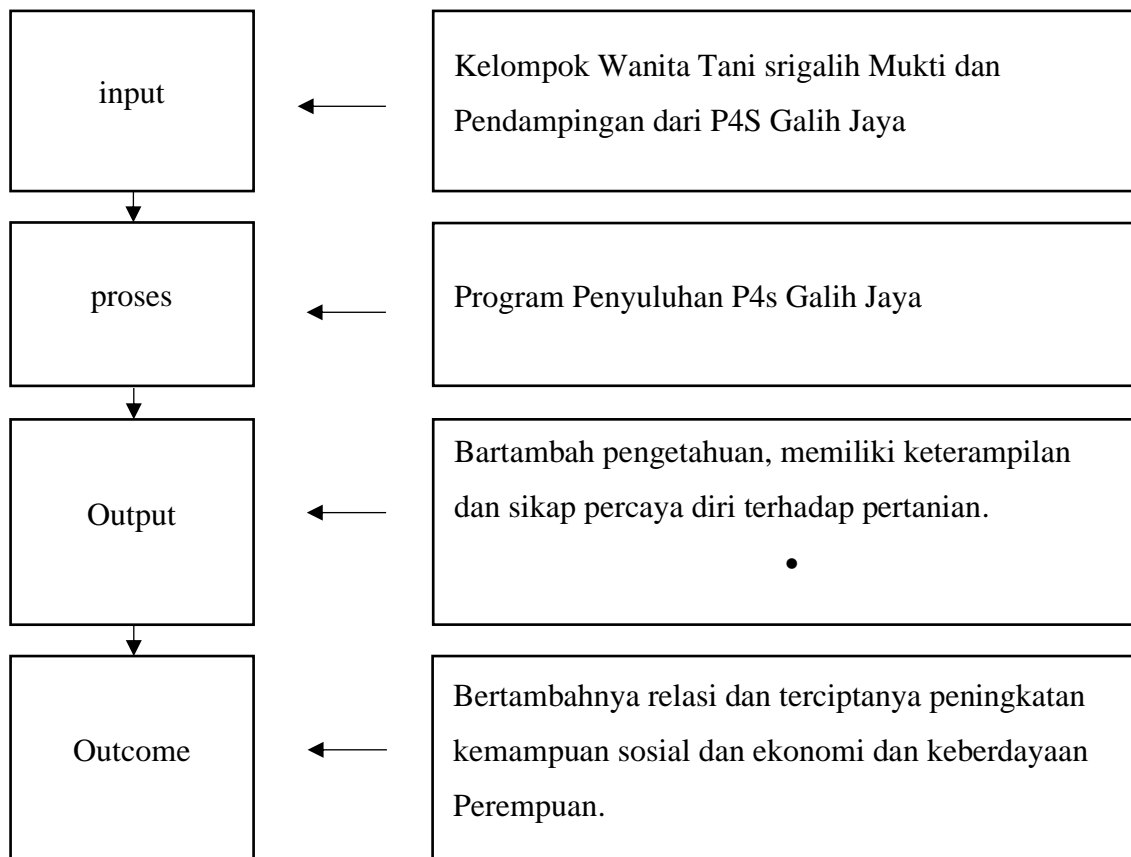 input
Kelompok Wanita Tani srigalih Mukti dan
Pendampingan dari P4S Galih Jaya
proses
Program Penyuluhan P4s Galih Jaya
Output
Bartambah pengetahuan, memiliki keterampilan
dan sikap percaya diri terhadap pertanian.
•
Outcome
Bertambahnya relasi dan terciptanya peningkatan
kemampuan sosial dan ekonomi dan keberdayaan
Perempuan.